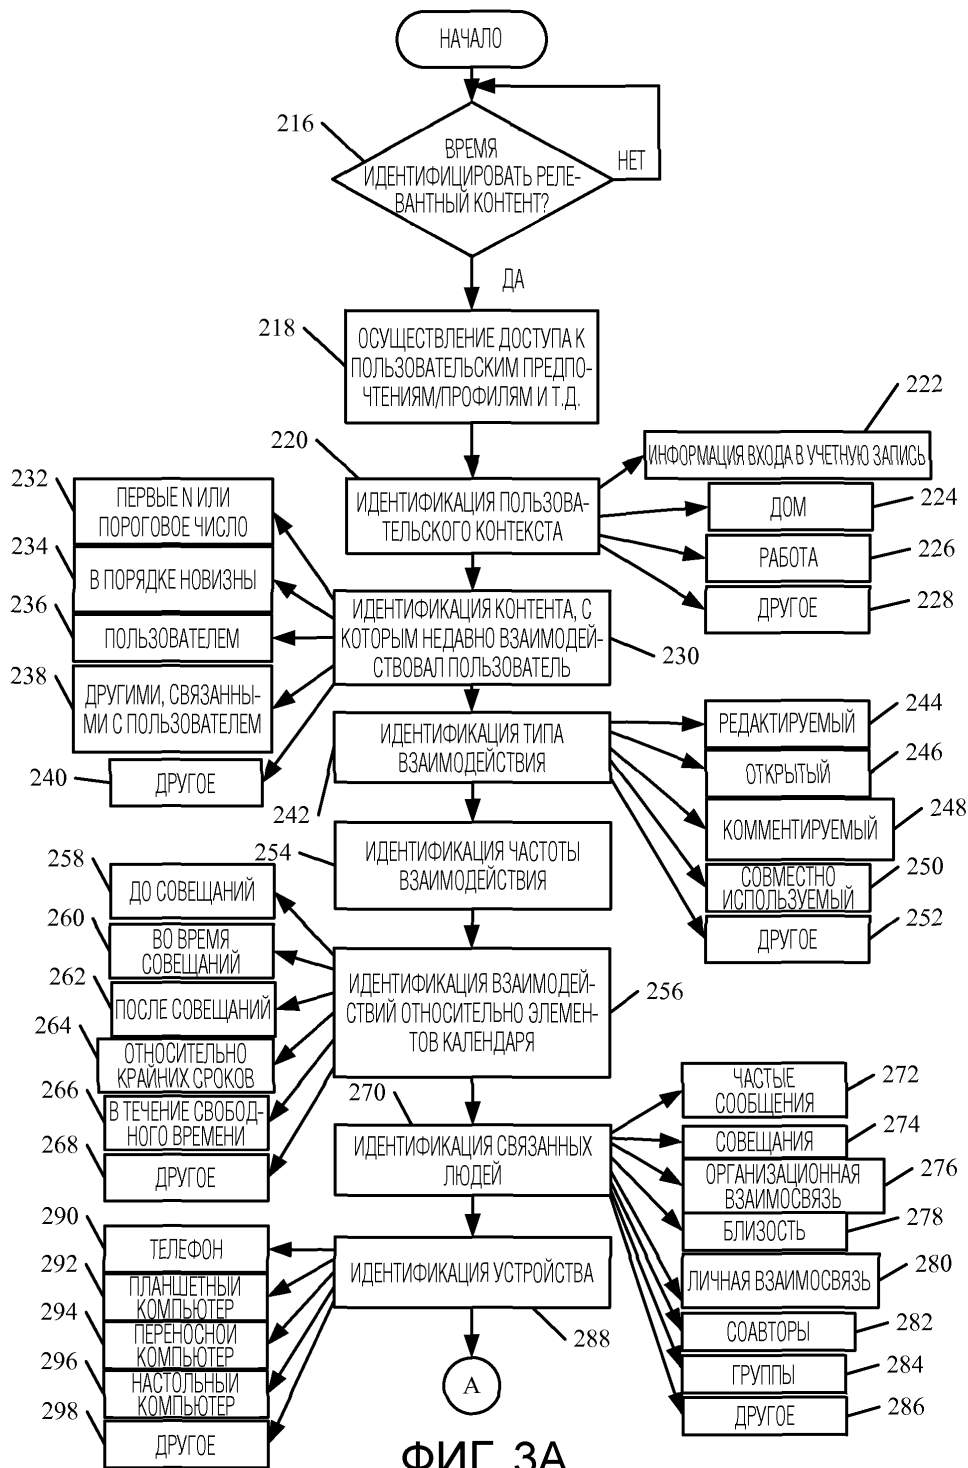 НАЧАЛО
216
ВРЕМЯ
ИДЕНТИФИЦИРОВАТЬ РЕЛЕ-
ВАНТНЫЙ КОНТЕНТ?
НЕТ
ДА
218
ОСУЩЕСТВЛЕНИЕ ДОСТУПА К
ПОЛЬЗОВАТЕЛЬСКИМ ПРЕДПО-
ЧТЕНИЯМ/ПРОФИЛЯМ И Т.Д.
220
ИДЕНТИФИКАЦИЯ ПОЛЬЗОВА-
ТЕЛЬСКОГО КОНТЕКСТА
222
ИНФОРМАЦИЯ ВХОДА В УЧЕТНУЮ ЗАПИСЬ
ДОМ
224
РАБОТА
226
ДРУГОЕ
228
232
ПЕРВЫЕ N ИЛИ
ПОРОГОВОЕ ЧИСЛО
234
В ПОРЯДКЕ НОВИЗНЫ
236
ПОЛЬЗОВАТЕЛЕМ
238
ДРУГИМИ, СВЯЗАННЫ-
МИ С ПОЛЬЗОВАТЕЛЕМ
240
ДРУГОЕ
ИДЕНТИФИКАЦИЯ КОНТЕНТА, С
КОТОРЫМ НЕДАВНО ВЗАИМОДЕЙ-
СТВОВАЛ ПОЛЬЗОВАТЕЛЬ
230
ИДЕНТИФИКАЦИЯ ТИПА
ВЗАИМОДЕЙСТВИЯ
242
РЕДАКТИРУЕМЫЙ
244
ОТКРЫТЫЙ
246
КОММЕНТИРУЕМЫЙ
248
СОВМЕСТНО
ИСПОЛЬЗУЕМЫЙ
250
ДРУГОЕ
252
254
ИДЕНТИФИКАЦИЯ ЧАСТОТЫ
ВЗАИМОДЕЙСТВИЯ
258
ДО СОВЕЩАНИЙ
260
ВО ВРЕМЯ
СОВЕЩАНИЙ
262
ПОСЛЕ СОВЕЩАНИЙ
264
ОТНОСИТЕЛЬНО
КРАЙНИХ СРОКОВ
266
В ТЕЧЕНИЕ СВОБОД-
НОГО ВРЕМЕНИ
268
ДРУГОЕ
ИДЕНТИФИКАЦИЯ ВЗАИМОДЕЙ-
СТВИЙ ОТНОСИТЕЛЬНО ЭЛЕМЕН-
ТОВ КАЛЕНДАРЯ
256
270
ИДЕНТИФИКАЦИЯ СВЯЗАННЫХ
ЛЮДЕЙ
ЧАСТЫЕ
СООБЩЕНИЯ
272
СОВЕЩАНИЯ
274
ОРГАНИЗАЦИОННАЯ
ВЗАИМОСВЯЗЬ
276
БЛИЗОСТЬ
278
ЛИЧНАЯ ВЗАИМОСВЯЗЬ
280
СОАВТОРЫ
282
ГРУППЫ
284
ДРУГОЕ
286
290
ТЕЛЕФОН
292
ПЛАНШЕТНЫЙ
КОМПЬЮТЕР
294
ПЕРЕНОСНОЙ
КОМПЬЮТЕР
296
НАСТОЛЬНЫЙ
КОМПЬЮТЕР
298
ДРУГОЕ
ИДЕНТИФИКАЦИЯ УСТРОЙСТВА
288
А
ФИГ. 3А